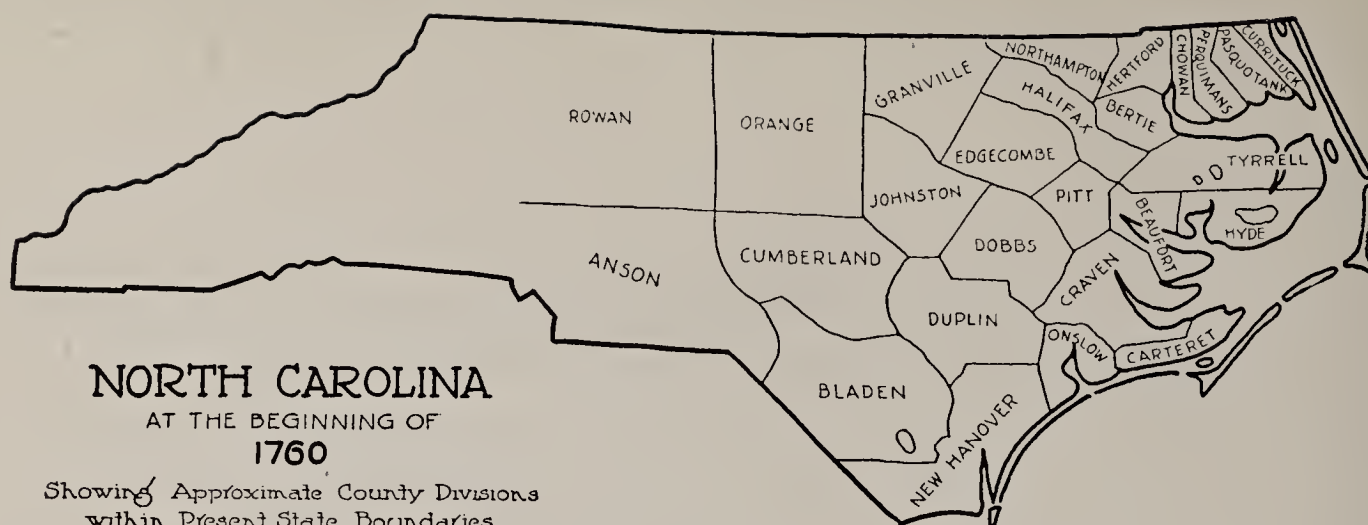 NORTHAMPTON
HERTFORD
CHOWAN
PERQUIMANS
PASQUOTANK
CURRITUCK
GRANVILLE
HALIFAX
BERTIE
ROWAN
ORANGE
EDGECOMBE
TYRRELL
JOHNSTON
PITT
BEAUFORT
HYDE
ANSON
CUMBERLAND
DOBBS
CRAVEN
DUPLIN
ONSLOW
CARTERET
BLADEN
NEW HANOVER
NORTH CAROLINA
AT THE BEGINNING OF
1760
Showing Approximate County Divisions
within Present State Boundaries